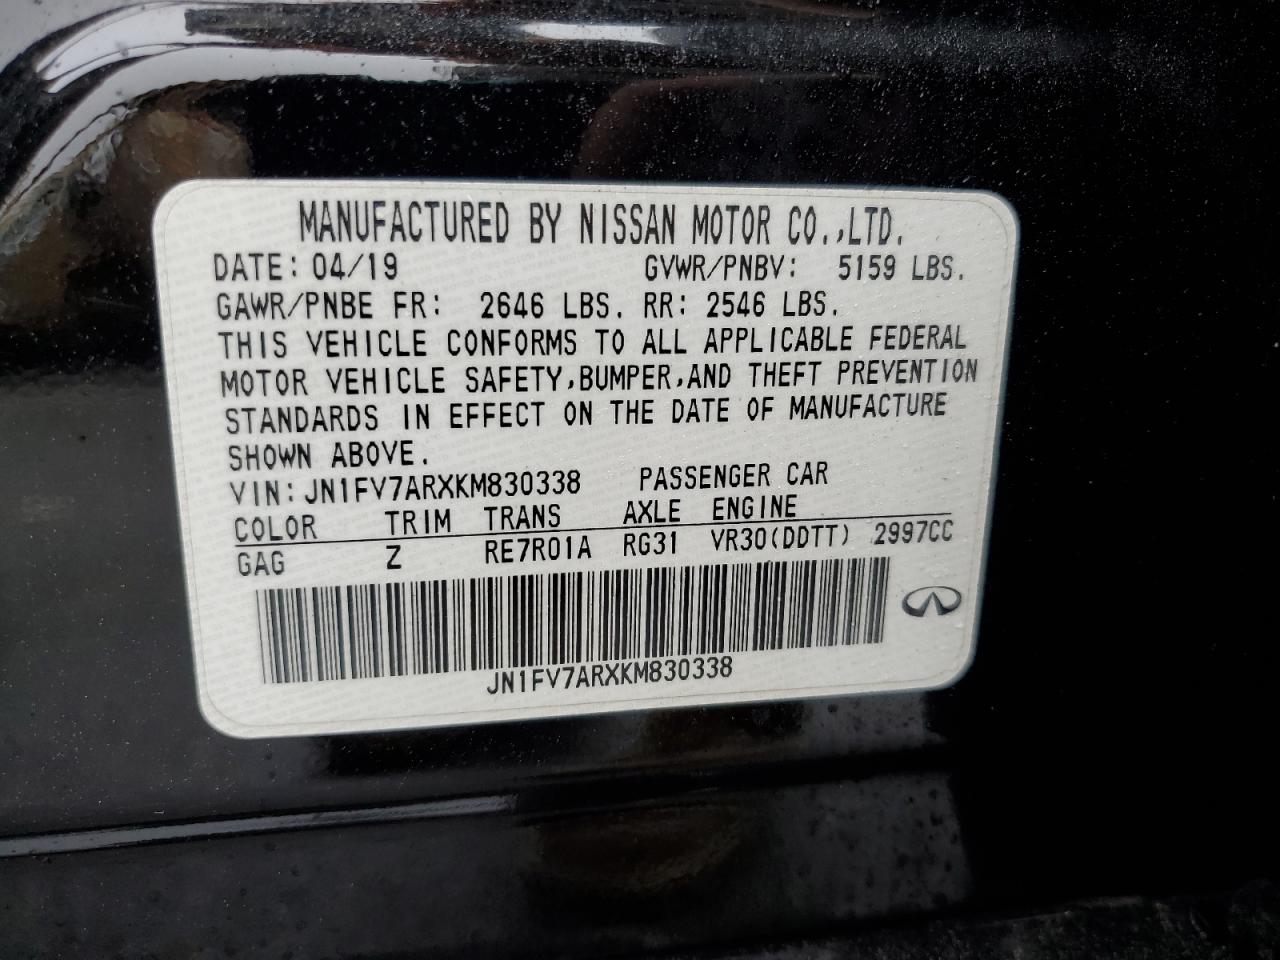 MANUFACTURED BY NISSAN MOTOR CO.,LTD.
DATE: 04/19 GVWR/PNBV: 5159 LBS.
GAWR/PNBE FR: 2646 LBS. RR: 2546 LBS.
THIS VEHICLE CONFORMS TO ALL APPLICABLE FEDERAL
MOTOR VEHICLE SAFETY,BUMPER,AND THEFT PREVENTION
STANDARDS IN EFFECT ON THE DATE OF MANUFACTURE
SHOWN ABOVE.
VIN: JN1FV7ARXKM830338 PASSENGER CAR
COLOR TRIM TRANS AXLE ENGINE
GAG Z RE7R01A RG31 VR30(DDTT) 2997CC
JN1FV7ARXKM830338